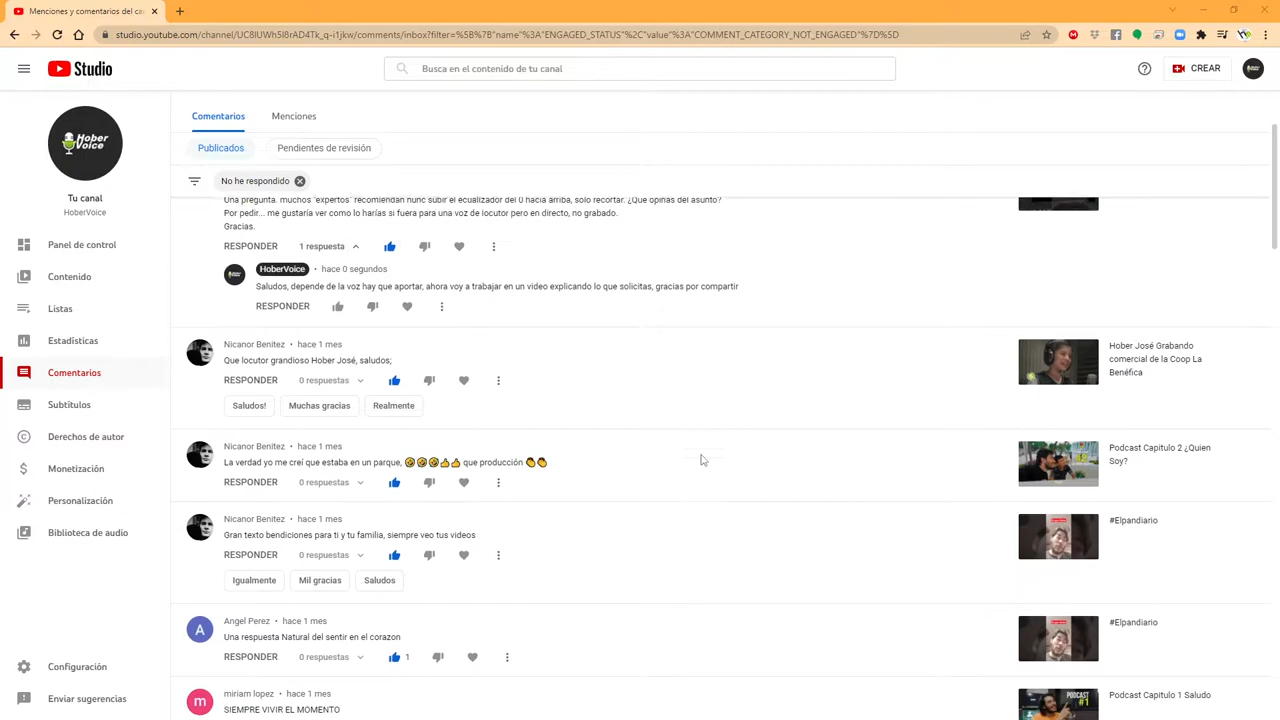 Menciones y comentarios del ca
studio.youtube.com/channel/UC8lUWh5l8rAD4Tk_q-i1jkw/comments/inbox?filter=%5B%7B"name"%3A"ENGAGED_STATUS"%2C"value"%3A"COMMENT_CATEGORY_NOT_ENGAGED"%7D%5D
Studio
Busca en el contenido de tu canal
CREAR
Hober Voice
Tu canal
HoberVoice
Panel de control
Contenido
Listas
Estadísticas
Comentarios
Subtítulos
Derechos de autor
Monetización
Personalización
Biblioteca de audio
Configuración
Enviar sugerencias
Comentarios
Menciones
Publicados
Pendientes de revisión
No he respondido
Una pregunta. muchos "expertos" recomiendan nunc subir el ecualizador del 0 hacia arriba, solo recortar. ¿Que opinas del asunto?
Por pedir... me gustaría ver como lo harías si fuera para una voz de locutor pero en directo, no grabado.
Gracias.
RESPONDER 1 respuesta
HoberVoice • hace 0 segundos
Saludos, depende de la voz hay que aportar, ahora voy a trabajar en un video explicando lo que solicitas, gracias por compartir
RESPONDER
Nicanor Benitez • hace 1 mes
Que locutor grandioso Hober José, saludos;
RESPONDER 0 respuestas
Saludos! Muchas gracias Realmente
Hober José Grabando
comercial de la Coop La
Benéfica
Nicanor Benitez • hace 1 mes
La verdad yo me creí que estaba en un parque, 🤣🤣🤣👍👍 que producción 👏👏
RESPONDER 0 respuestas
Podcast Capitulo 2 ¿Quien
Soy?
Nicanor Benitez • hace 1 mes
Gran texto bendiciones para ti y tu familia, siempre veo tus videos
RESPONDER 0 respuestas
Igualmente Mil gracias Saludos
#Elpandiario
A
Angel Perez • hace 1 mes
Una respuesta Natural del sentir en el corazon
RESPONDER 0 respuestas 1
#Elpandiario
m
miriam lopez • hace 1 mes
SIEMPRE VIVIR EL MOMENTO
PODCAST
#1
Podcast Capitulo 1 Saludo